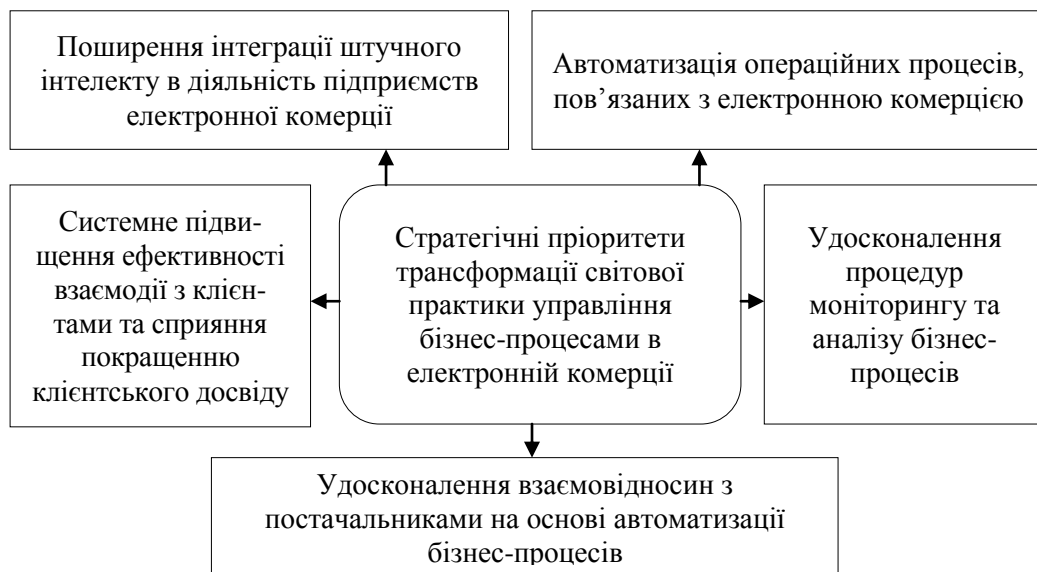 Поширення інтеграції штучного
інтелекту в діяльність підприємств
електронної комерції
Автоматизація операційних процесів,
пов’язаних з електронною комерцією
Системне підви-
щення ефективності
взаємодії з клієн-
тами та сприяння
покращенню
клієнтського досвіду
Стратегічні пріоритети
трансформації світової
практики управління
бізнес-процесами в
електронній комерції
Удосконалення
процедур
моніторингу та
аналізу бізнес-
процесів
Удосконалення взаємовідносин з
постачальниками на основі автоматизації
бізнес-процесів